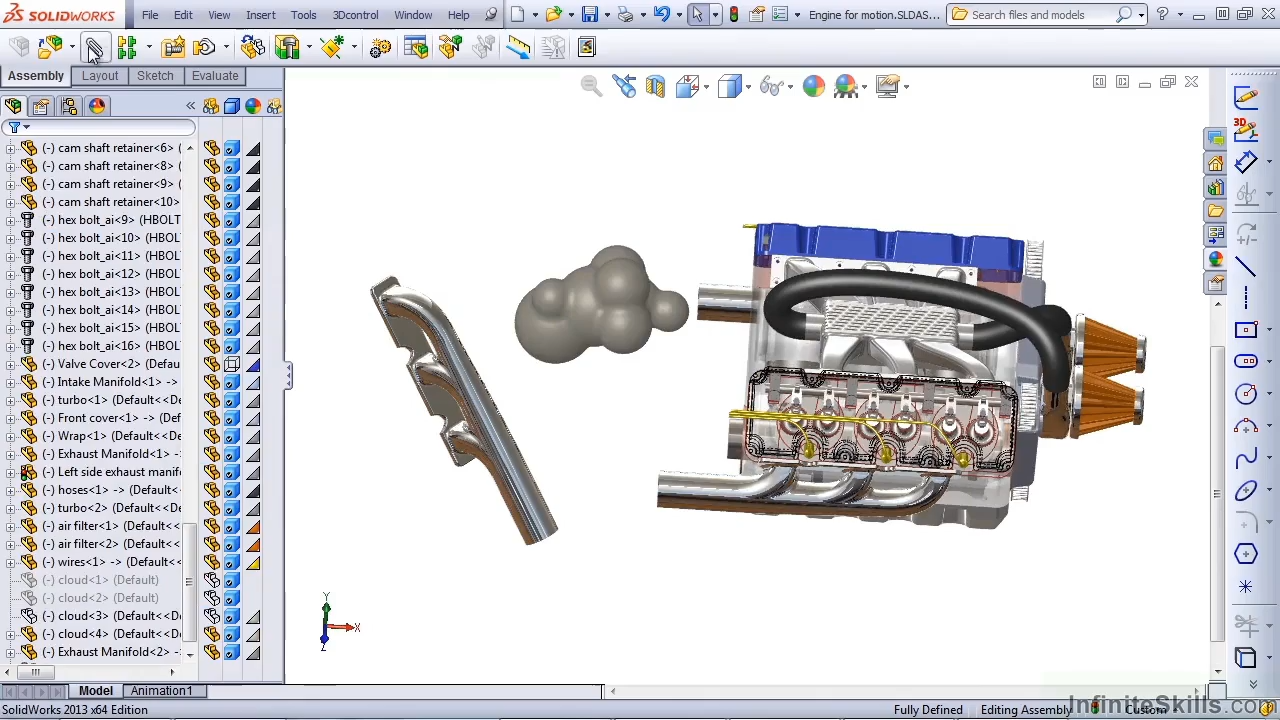 SOLIDWORKS File Edit View Insert Tools 3Dcontrol Window Help Engine for motion.SLDAS... Search files and models
Assembly Layout Sketch Evaluate
(-) cam shaft retainer<6> (
(-) cam shaft retainer<8> (
(-) cam shaft retainer<9> (
(-) cam shaft retainer<10>
(-) hex bolt_ai<9> (HBOLT
(-) hex bolt_ai<10> (HBOL
(-) hex bolt_ai<11> (HBOL
(-) hex bolt_ai<12> (HBOL
(-) hex bolt_ai<13> (HBOL
(-) hex bolt_ai<14> (HBOL
(-) hex bolt_ai<15> (HBOL
(-) hex bolt_ai<16> (HBOL
(-) Valve Cover<2> (Defau
(-) Intake Manifold<1> ->
(-) turbo<1> (Default<<D
(-) Front cover<1> -> (De
(-) Wrap<1> (Default<<D
(-) Exhaust Manifold<1> -
(-) Left side exhaust manif
(-) hoses<1> -> (Default<
(-) turbo<2> (Default<<D
(-) air filter<1> (Default<<
(-) air filter<2> (Default<<
(-) wires<1> -> (Default<<
(-) cloud<1> (Default)
(-) cloud<2> (Default)
(-) cloud<3> (Default<<De
(-) cloud<4> (Default<<De
(-) Exhaust Manifold<2> -
Y
X
Z
Model Animation1
SolidWorks 2013 x64 Edition Fully Defined Editing Assembly Custom
InfiniteSkills.com